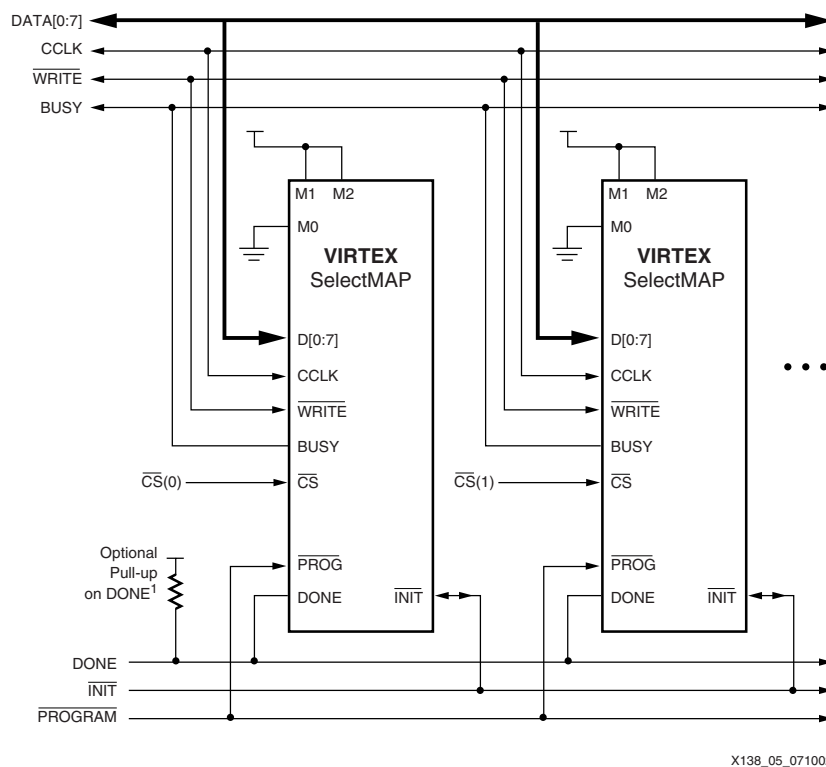 DATA[0:7]
CCLK
WRITE
BUSY
M1 M2
M0
VIRTEX
SelectMAP
D[0:7]
CCLK
WRITE
BUSY
CS(0)
CS
PROG
DONE
INIT
M1 M2
M0
VIRTEX
SelectMAP
D[0:7]
CCLK
WRITE
BUSY
CS(1)
CS
PROG
DONE
INIT
Optional
Pull-up
on DONE1
DONE
INIT
PROGRAM
X138_05_07100